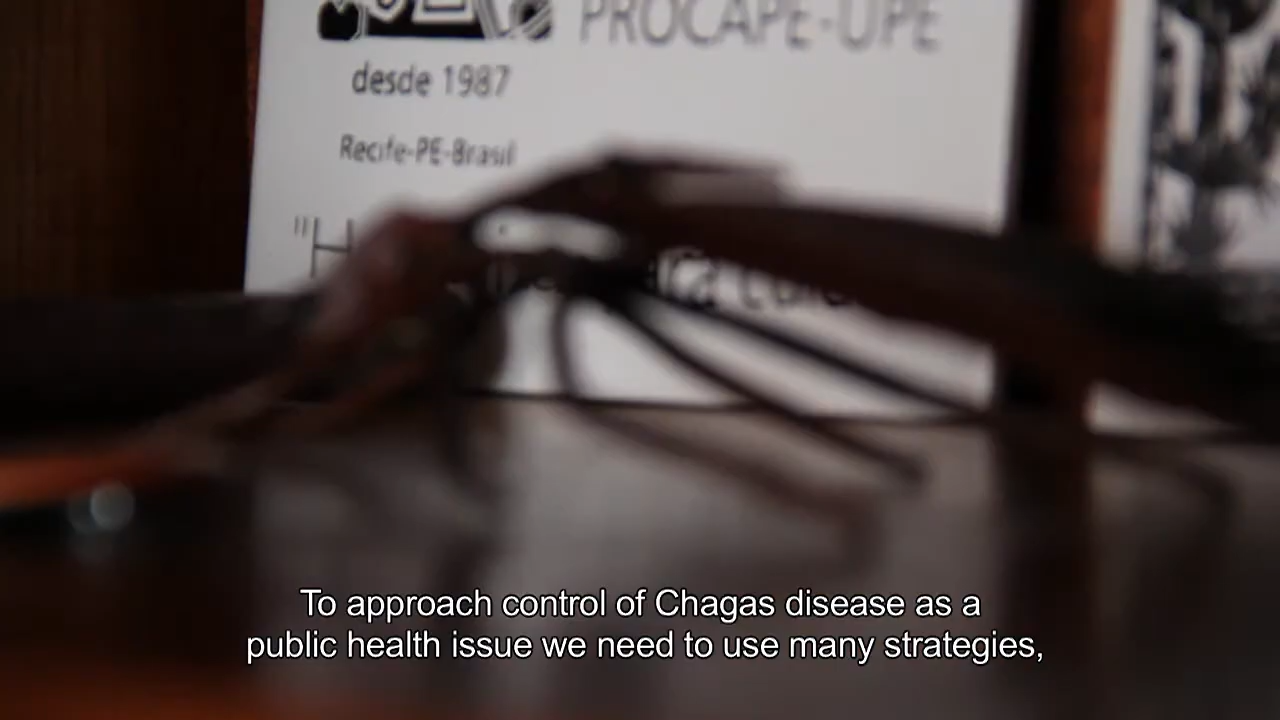 PROCAPE-UPE
desde 1987
Recife-PE-Brasil
"H
To approach control of Chagas disease as a
public health issue we need to use many strategies,